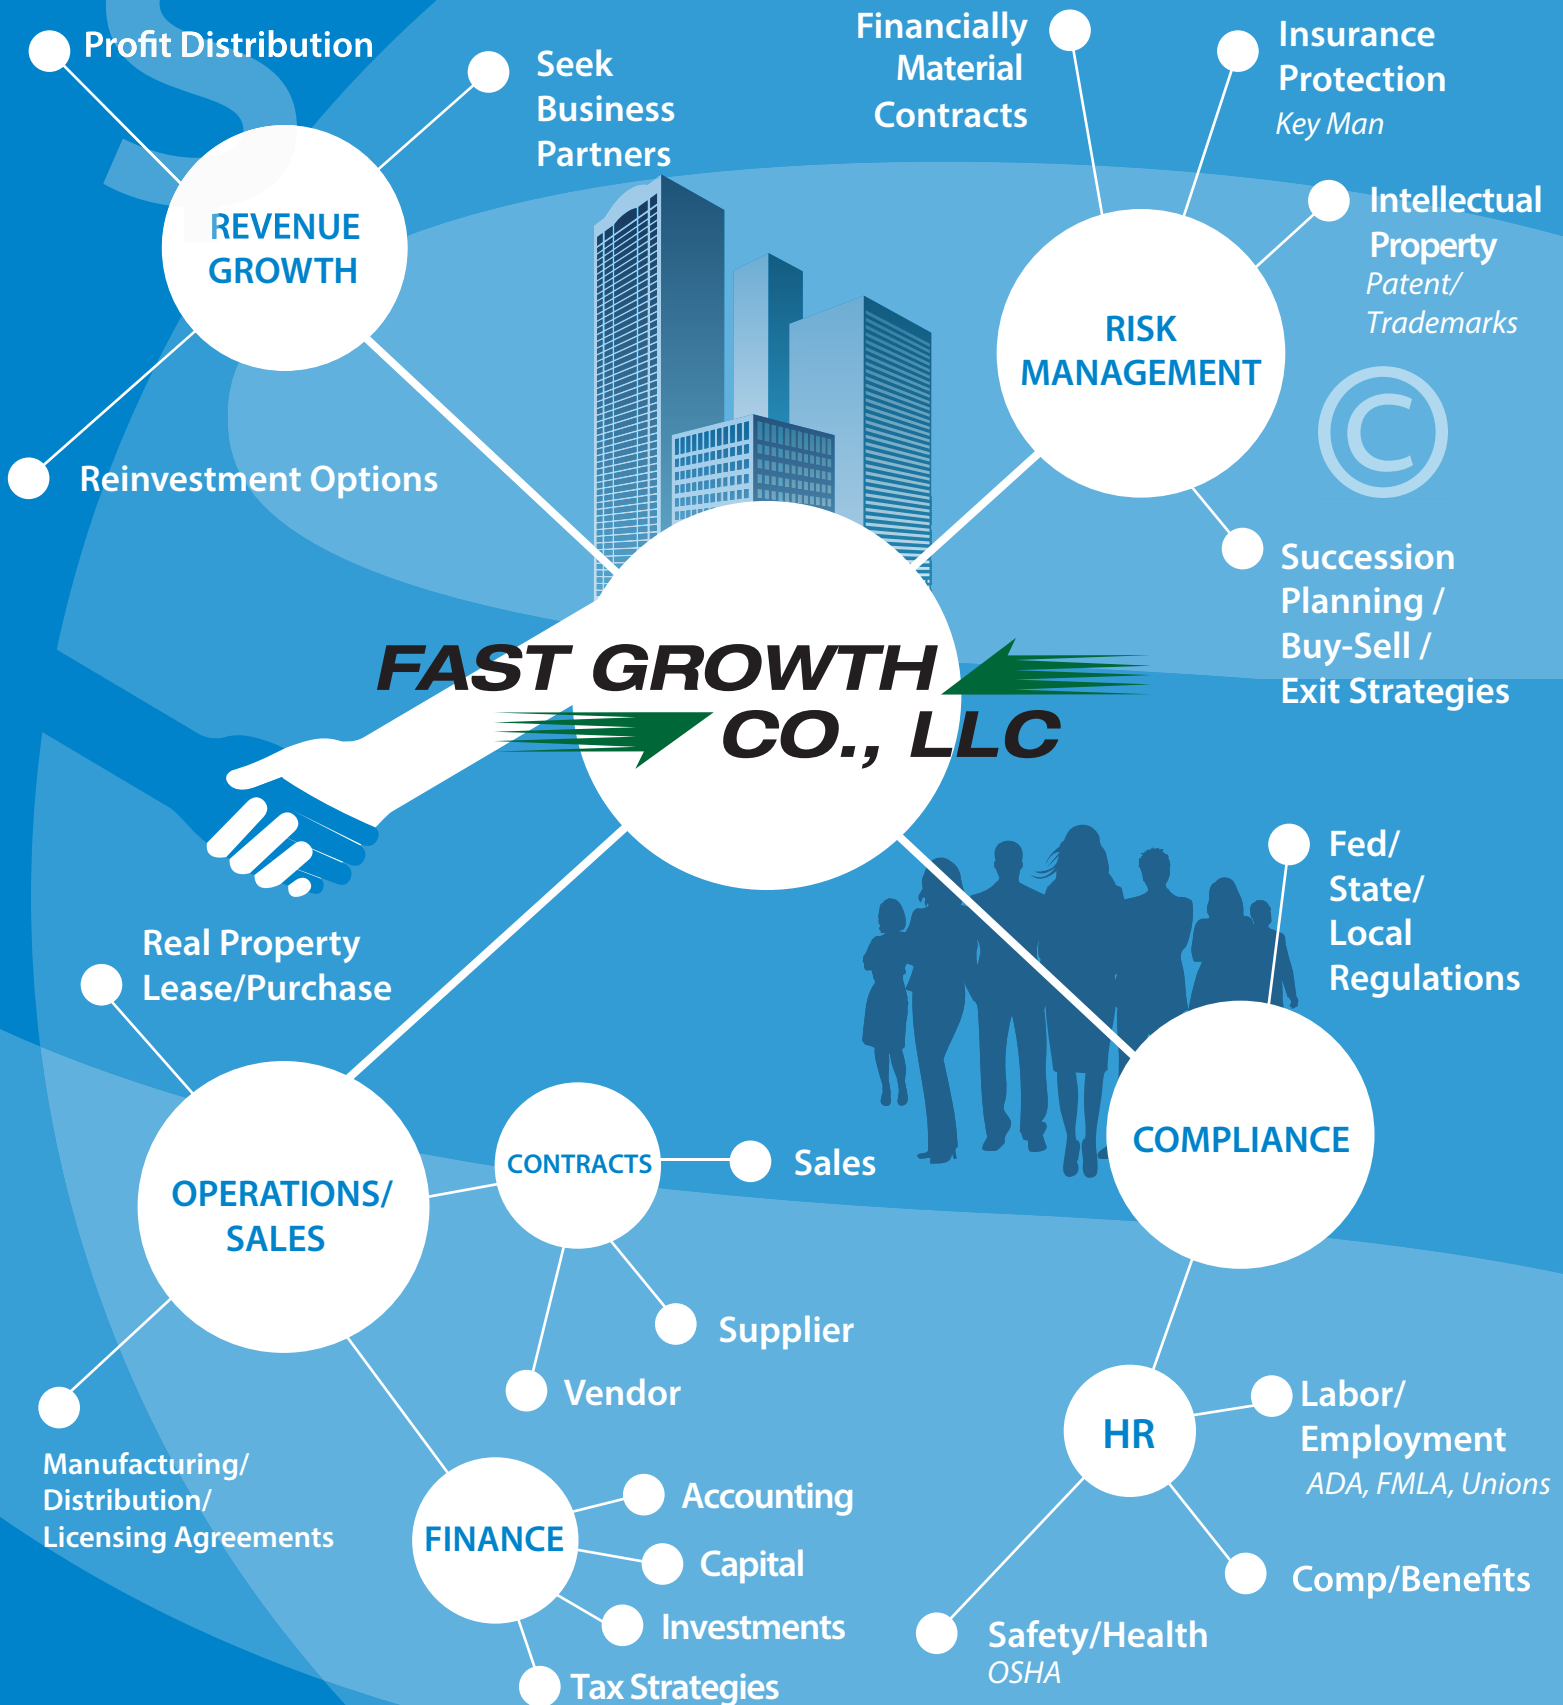 Profit Distribution
Seek
Business
Partners
REVENUE
GROWTH
Reinvestment Options
Financially
Material
Contracts
Insurance
Protection
Key Man
Intellectual
Property
Patent/
Trademarks
©
RISK
MANAGEMENT
Succession
Planning /
Buy-Sell /
Exit Strategies
FAST GROWTH
CO., LLC
Real Property
Lease/Purchase
OPERATIONS/
SALES
CONTRACTS
Sales
Supplier
Vendor
Manufacturing/
Distribution/
Licensing Agreements
FINANCE
Accounting
Capital
Investments
Tax Strategies
Fed/
State/
Local
Regulations
COMPLIANCE
HR
Labor/
Employment
ADA, FMLA, Unions
Comp/Benefits
Safety/Health
OSHA